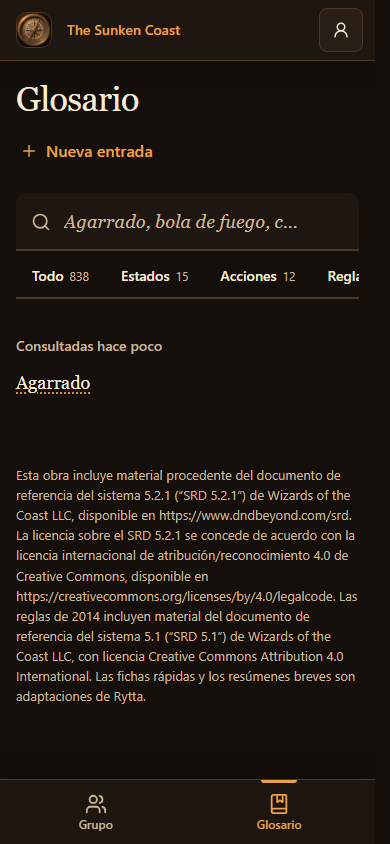 The Sunken Coast
Glosario
Nueva entrada
Agarrado, bola de fuego, c...
Todo 838 Estados 15 Acciones 12 Regla
Consultadas hace poco
Agarrado
Esta obra incluye material procedente del documento de
referencia del sistema 5.2.1 (“SRD 5.2.1”) de Wizards of the
Coast LLC, disponible en https://www.dndbeyond.com/srd.
La licencia sobre el SRD 5.2.1 se concede de acuerdo con la
licencia internacional de atribución/reconocimiento 4.0 de
Creative Commons, disponible en
https://creativecommons.org/licenses/by/4.0/legalcode. Las
reglas de 2014 incluyen material del documento de
referencia del sistema 5.1 (“SRD 5.1”) de Wizards of the
Coast LLC, con licencia Creative Commons Attribution 4.0
International. Las fichas rápidas y los resúmenes breves son
adaptaciones de Rytta.
Grupo Glosario